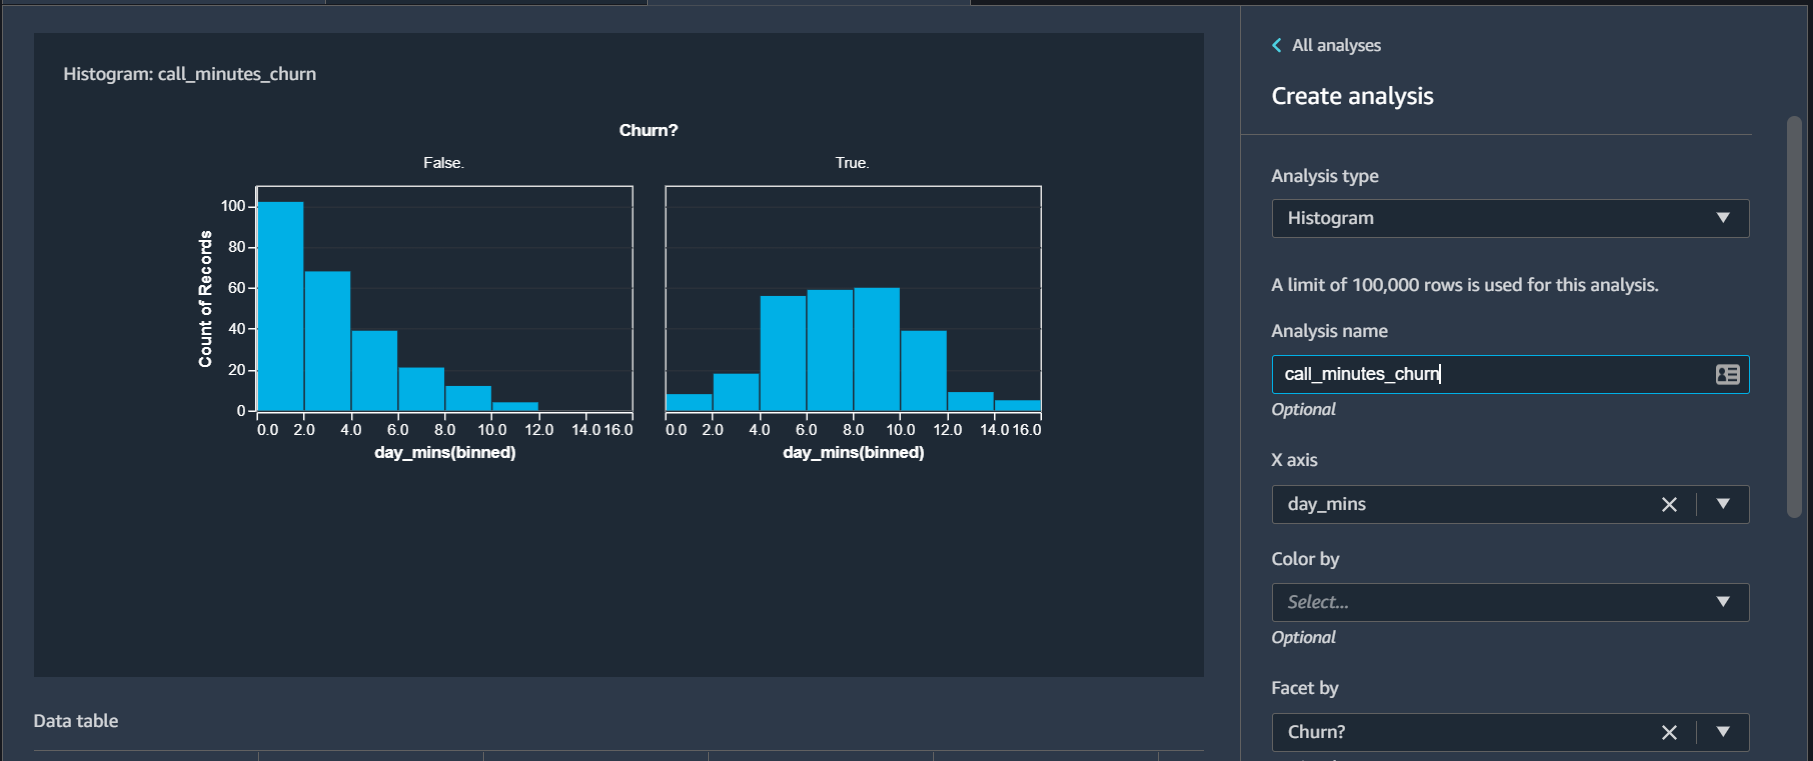 Histogram: call_minutes_churn
Churn?
False.
True.
Count of Records
100
80
60
40
20
0
0.0 2.0 4.0 6.0 8.0 10.0 12.0 14.0 16.0
0.0 2.0 4.0 6.0 8.0 10.0 12.0 14.0 16.0
day_mins(binned)
day_mins(binned)
Data table
All analyses
Create analysis
Analysis type
Histogram
A limit of 100,000 rows is used for this analysis.
Analysis name
call_minutes_churn
Optional
X axis
day_mins
Color by
Select...
Optional
Facet by
Churn?